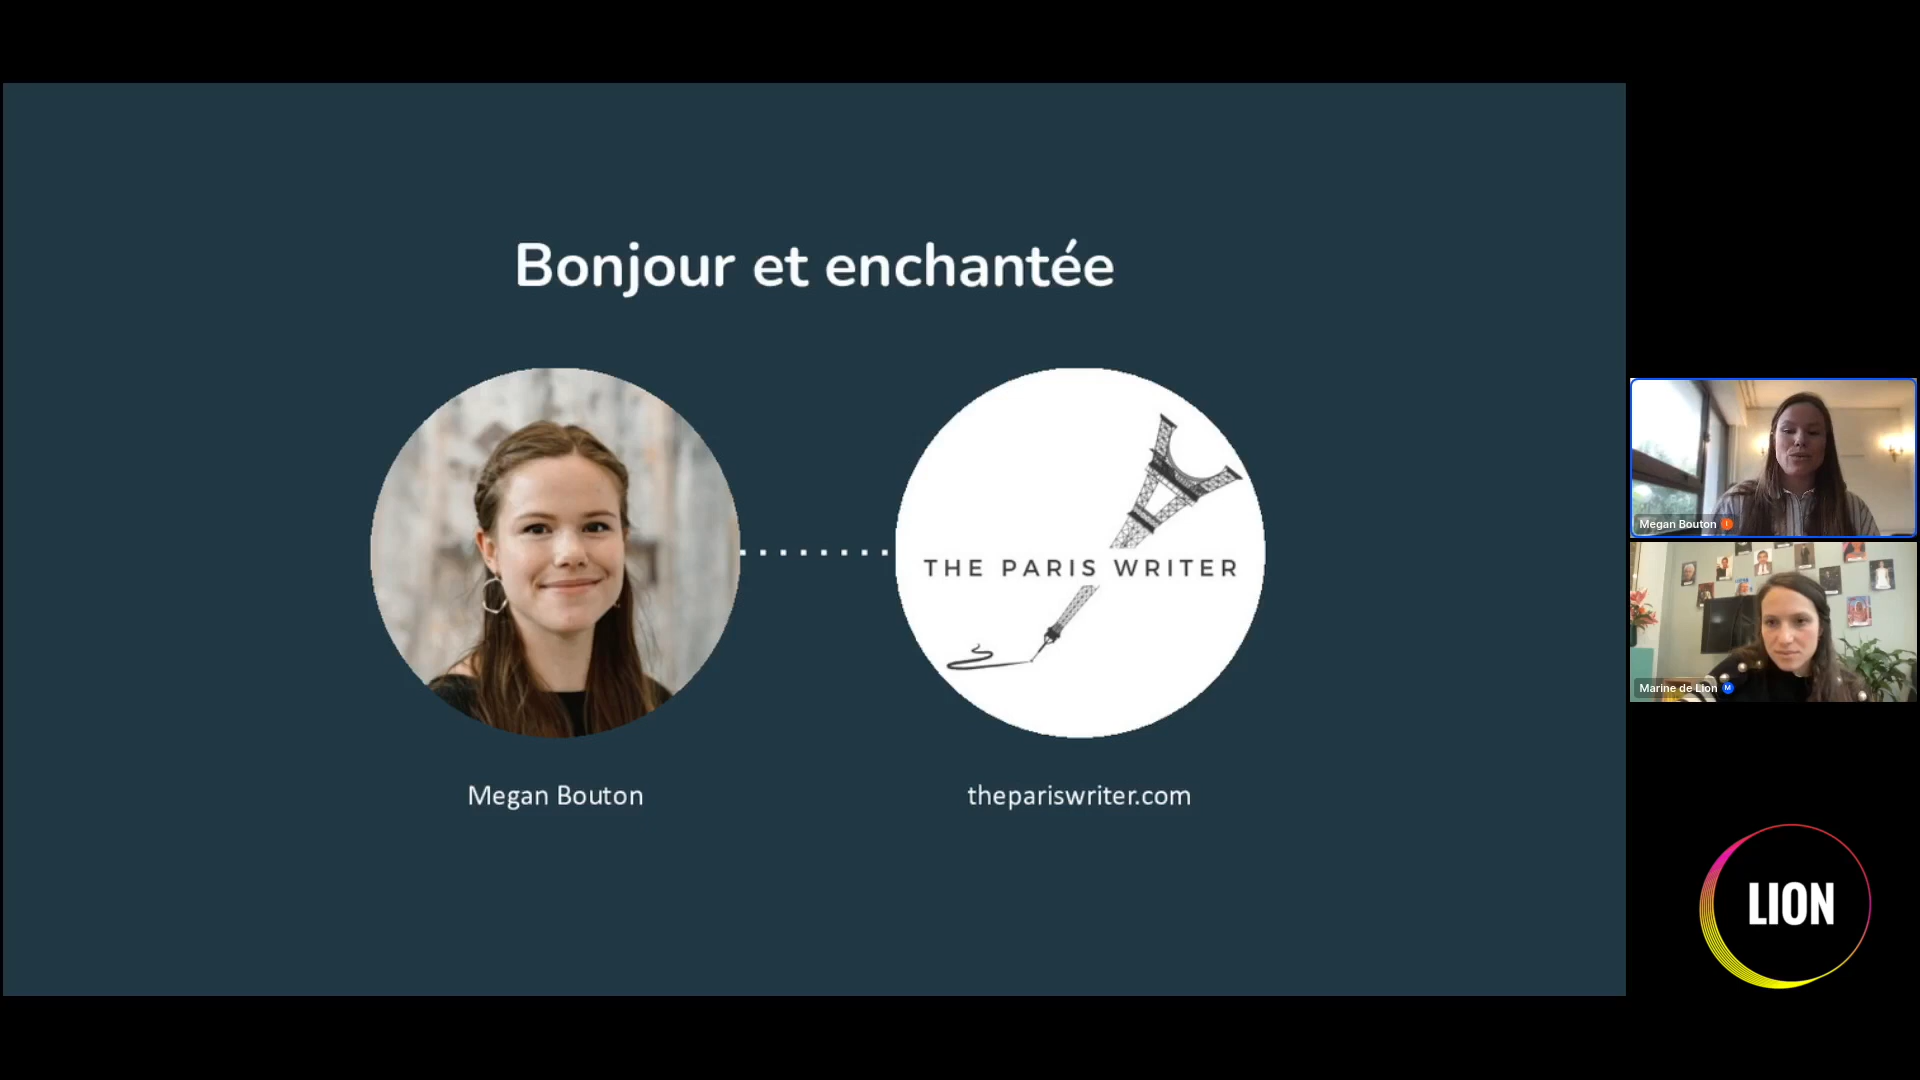 Bonjour et enchantée
THE PARIS WRITER
Megan Bouton
thepariswriter.com
Megan Bouton
Marine de Lion M
LION